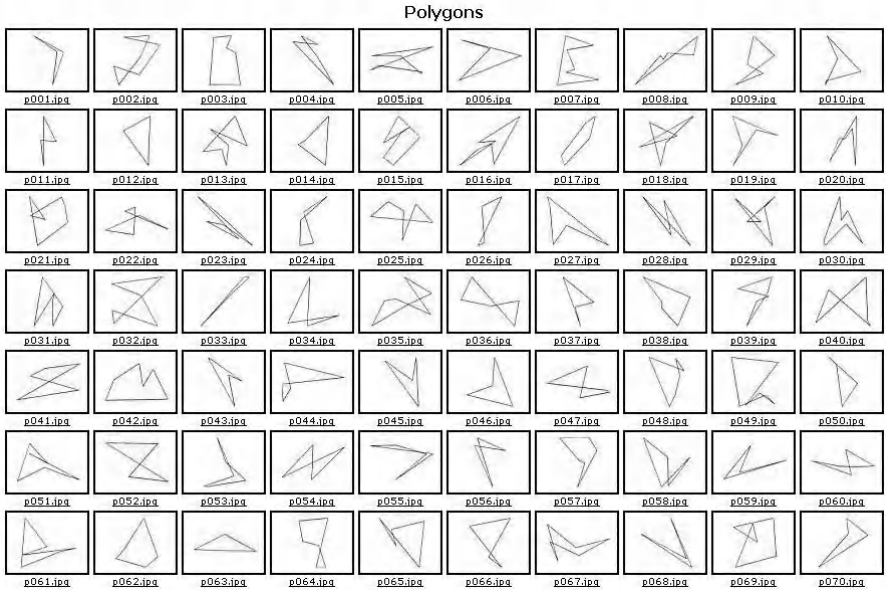 Polygons
p001.jpg p002.jpg p003.jpg p004.jpg p005.jpg p006.jpg p007.jpg p008.jpg p009.jpg p010.jpg
p011.jpg p012.jpg p013.jpg p014.jpg p015.jpg p016.jpg p017.jpg p018.jpg p019.jpg p020.jpg
p021.jpg p022.jpg p023.jpg p024.jpg p025.jpg p026.jpg p027.jpg p028.jpg p029.jpg p030.jpg
p031.jpg p032.jpg p033.jpg p034.jpg p035.jpg p036.jpg p037.jpg p038.jpg p039.jpg p040.jpg
p041.jpg p042.jpg p043.jpg p044.jpg p045.jpg p046.jpg p047.jpg p048.jpg p049.jpg p050.jpg
p051.jpg p052.jpg p053.jpg p054.jpg p055.jpg p056.jpg p057.jpg p058.jpg p059.jpg p060.jpg
p061.jpg p062.jpg p063.jpg p064.jpg p065.jpg p066.jpg p067.jpg p068.jpg p069.jpg p070.jpg